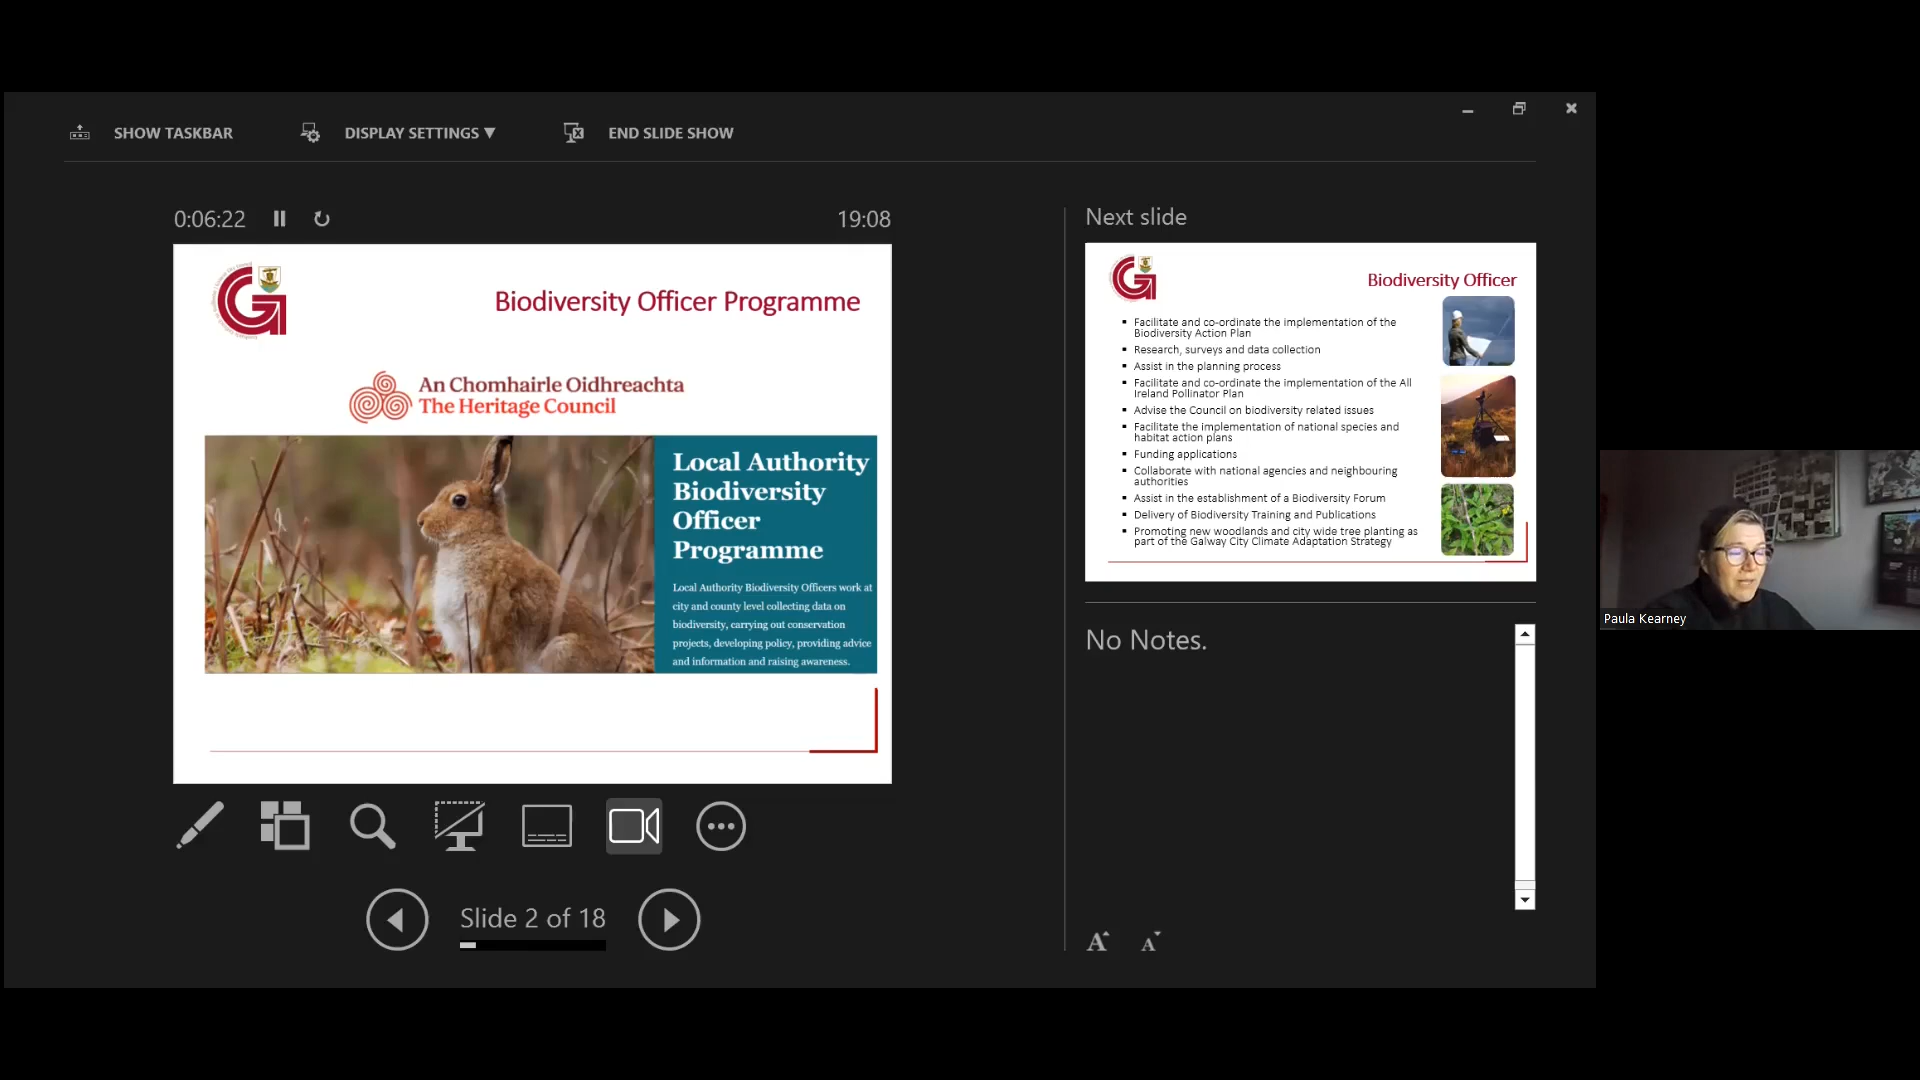 SHOW TASKBAR
DISPLAY SETTINGS ▼
END SLIDE SHOW
0:06:22
19:08
Biodiversity Officer Programme
An Chomhairle Oidhreachta
The Heritage Council
Local Authority
Biodiversity
Officer
Programme
Local Authority Biodiversity Officers work at
city and county level collecting data on
biodiversity, carrying out conservation
projects, developing policy, providing advice
and information and raising awareness.
Slide 2 of 18
Next slide
Biodiversity Officer
▪ Facilitate and co-ordinate the implementation of the
Biodiversity Action Plan
▪ Research, surveys and data collection
▪ Assist in the planning process
▪ Facilitate and co-ordinate the implementation of the All
Ireland Pollinator Plan
▪ Advise the Council on biodiversity related issues
▪ Facilitate the implementation of national species and
habitat action plans
▪ Funding applications
▪ Collaborate with national agencies and neighbouring
authorities
▪ Assist in the establishment of a Biodiversity Forum
▪ Delivery of Biodiversity Training and Publications
▪ Promoting new woodlands and city wide tree planting as
part of the Galway City Climate Adaptation Strategy
No Notes.
A A
Paula Kearney